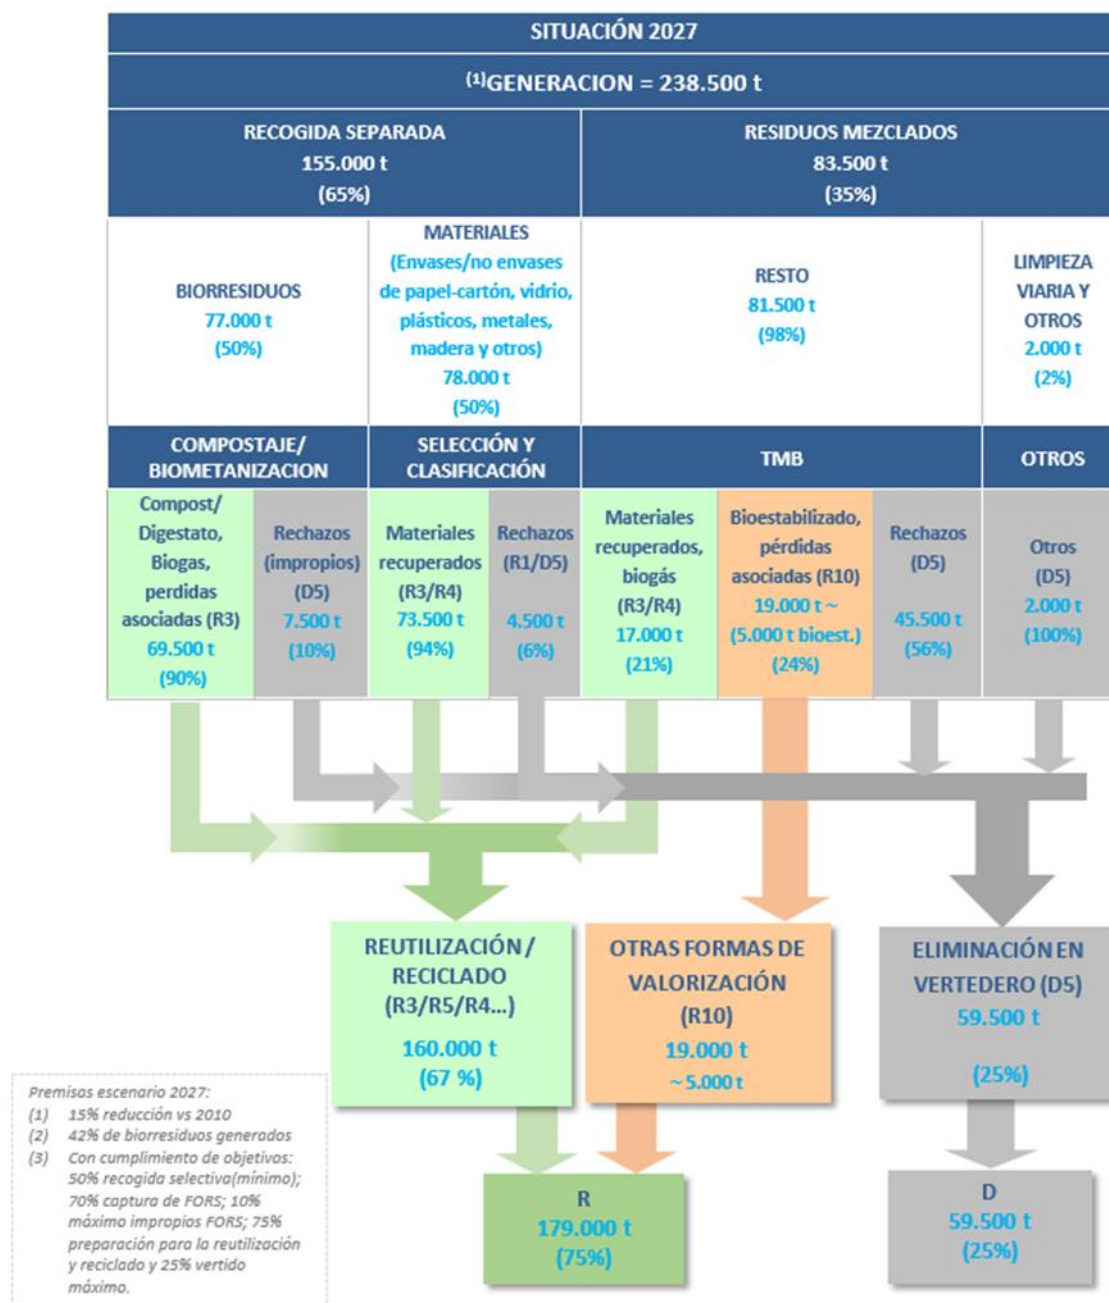 SITUACIÓN 2027
(1)GENERACION = 238.500 t
RECOGIDA SEPARADA
155.000 t
(65%)
RESIDUOS MEZCLADOS
83.500 t
(35%)
BIORRESIDUOS
77.000 t
(50%)
MATERIALES
(Envases/no envases
de papel-cartón, vidrio,
plásticos, metales,
madera y otros)
78.000 t
(50%)
RESTO
81.500 t
(98%)
LIMPIEZA
VIARIA Y
OTROS
2.000 t
(2%)
COMPOSTAJE/
BIOMETANIZACION
SELECCIÓN Y
CLASIFICACIÓN
TMB
OTROS
Compost/
Digestato,
Biogas,
perdidas
asociadas (R3)
69.500 t
(90%)
Rechazos
(impropios)
(D5)
7.500 t
(10%)
Materiales
recuperados
(R3/R4)
73.500 t
(94%)
Rechazos
(R1/D5)
4.500 t
(6%)
Materiales
recuperados,
biogás
(R3/R4)
17.000 t
(21%)
Bioestabilizado,
pérdidas
asociadas (R10)
19.000 t ~
(5.000 t bioest.)
(24%)
Rechazos
(D5)
45.500 t
(56%)
Otros
(D5)
2.000 t
(100%)
REUTILIZACIÓN /
RECICLADO
(R3/R5/R4...)
160.000 t
(67 %)
OTRAS FORMAS DE
VALORIZACIÓN
(R10)
19.000 t
~ 5.000 t
ELIMINACIÓN EN
VERTEDERO (D5)
59.500 t
(25%)
Premisas escenario 2027:
(1) 15% reducción vs 2010
(2) 42% de biorresiduos generados
(3) Con cumplimiento de objetivos:
50% recogida selectiva(mínimo);
70% captura de FORS; 10%
máximo impropios FORS; 75%
preparación para la reutilización
y reciclado y 25% vertido
máximo.
R
179.000 t
(75%)
D
59.500 t
(25%)